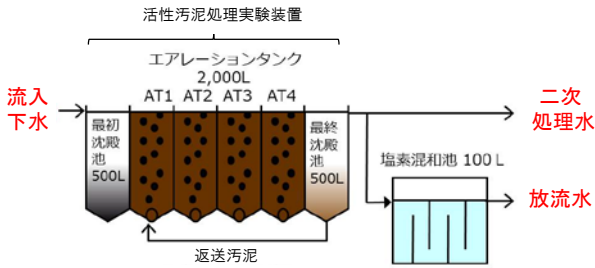 活性汚泥処理実験装置
エアレーションタンク
2,000L
AT1 AT2 AT3 AT4
流入
下水
最初
沈殿
池
500L
最終
沈殿
池
500L
返送汚泥
二次
処理水
塩素混和池 100 L
放流水